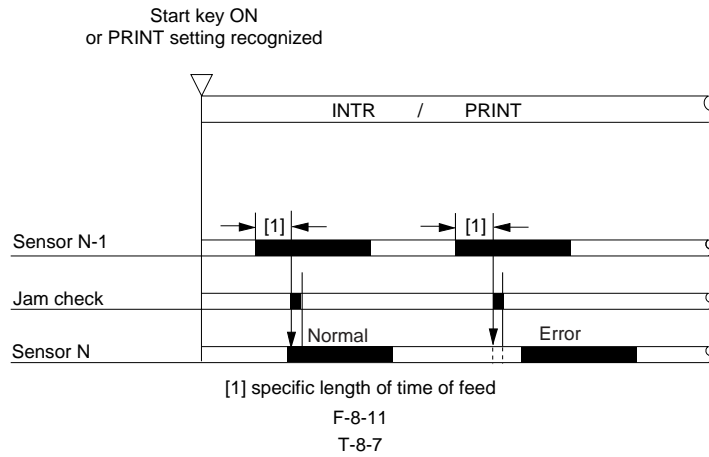 Start key ON
or PRINT setting recognized
INTR / PRINT
[1] [1]
Sensor N-1
Jam check
Normal Error
Sensor N
[1] specific length of time of feed
F-8-11
T-8-7